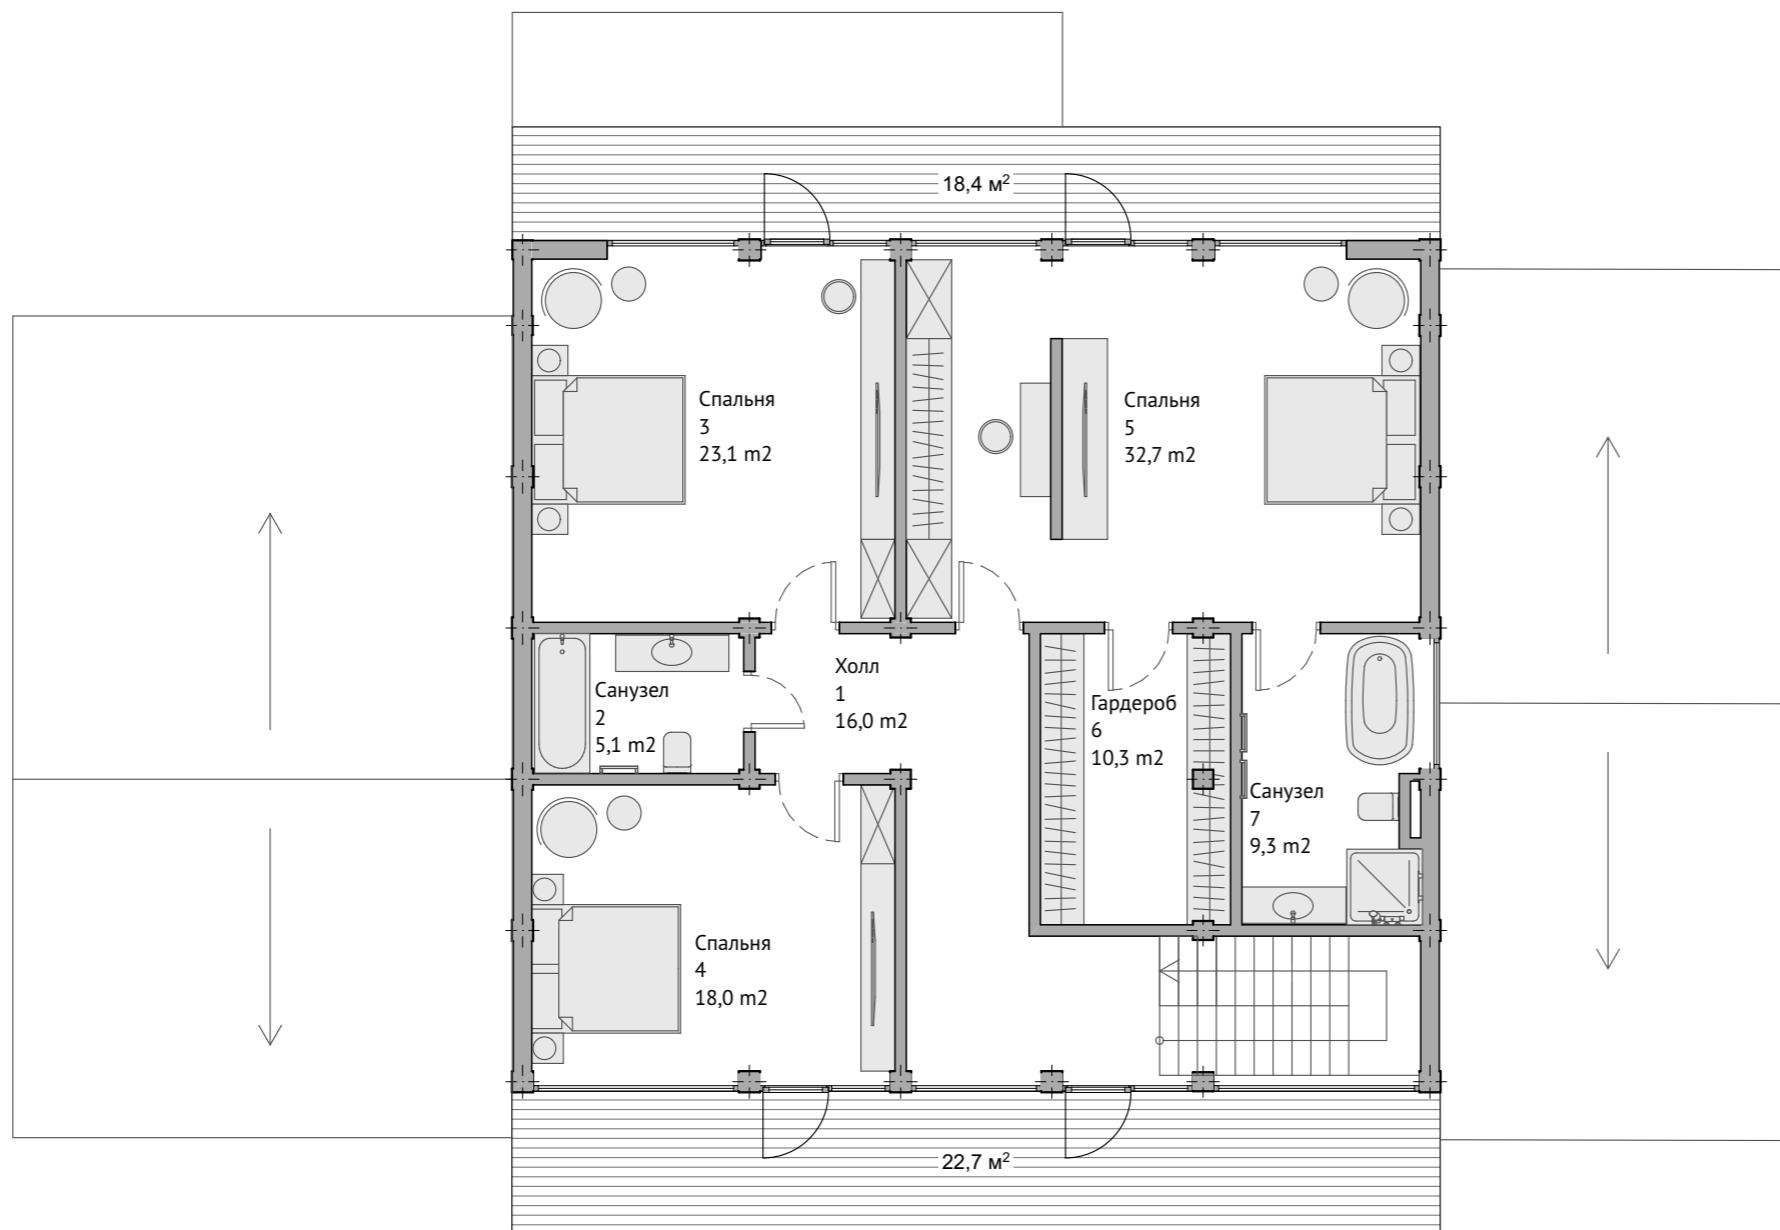 18,4 м²
Спальня
3
23,1 m2
Спальня
5
32,7 m2
Холл
1
16,0 m2
Санузел
2
5,1 m2
Гардероб
6
10,3 m2
Санузел
7
9,3 m2
Спальня
4
18,0 m2
22,7 м²